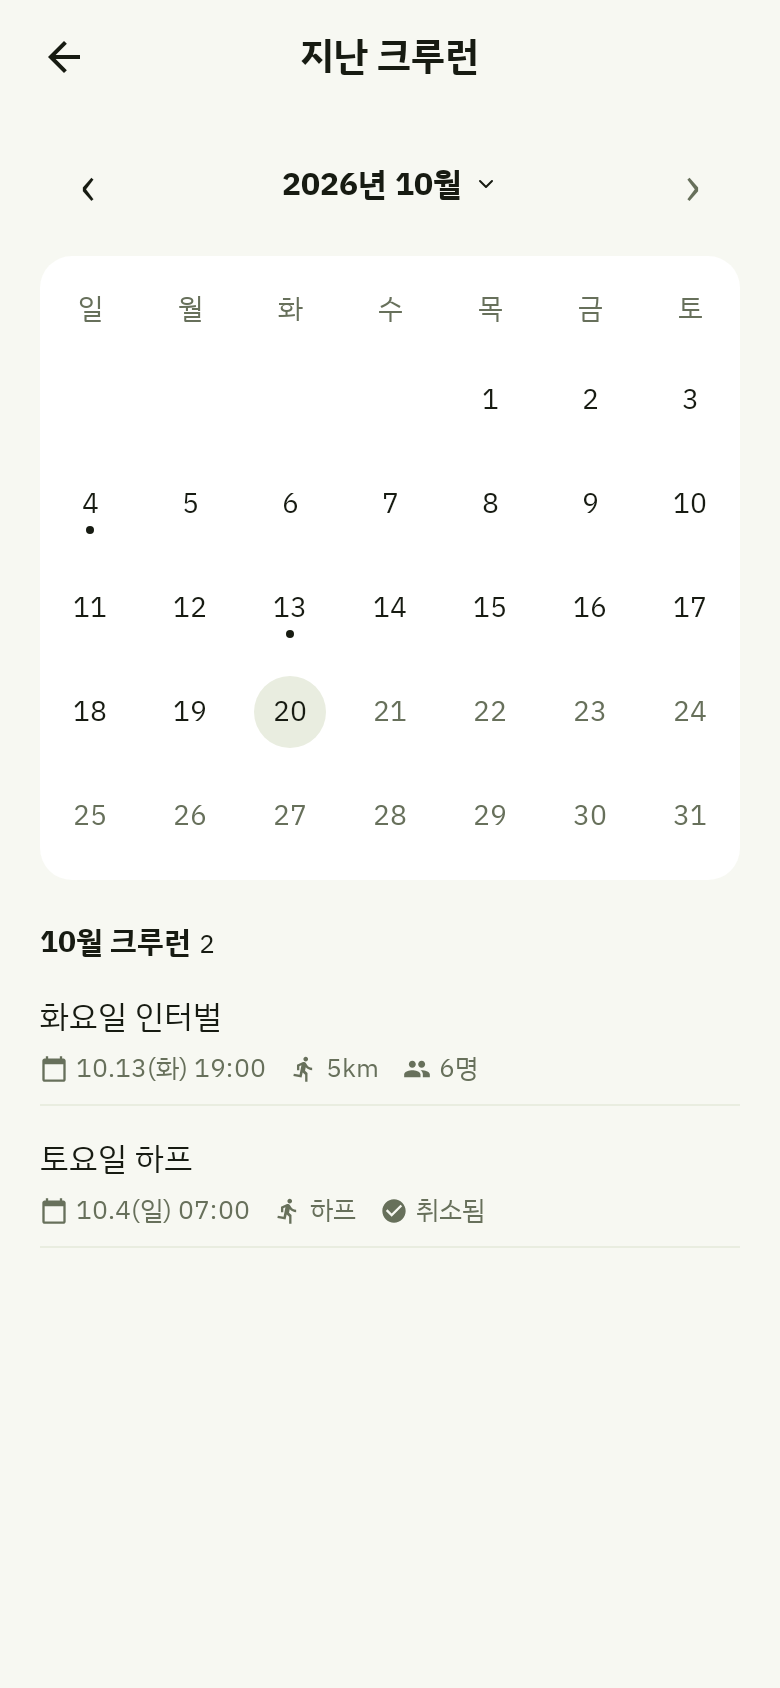 지난 크루런
2026년 10월
일 월 화 수 목 금 토
1 2 3
4 5 6 7 8 9 10
11 12 13 14 15 16 17
18 19 20 21 22 23 24
25 26 27 28 29 30 31
10월 크루런 2
화요일 인터벌
10.13(화) 19:00 5km 6명
토요일 하프
10.4(일) 07:00 하프 취소됨